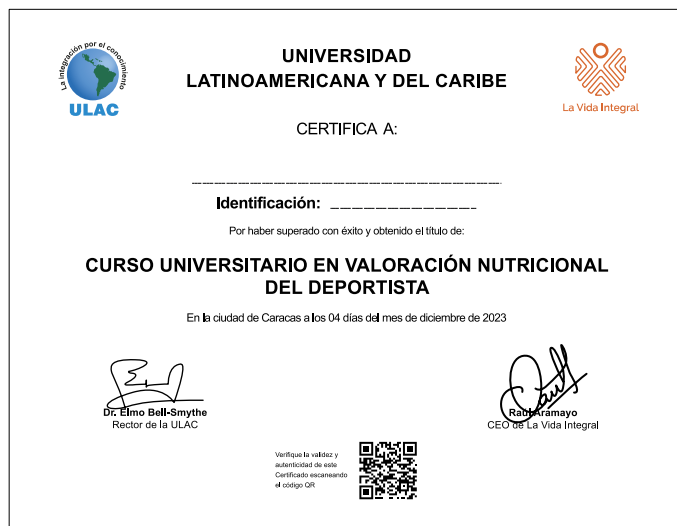 La integración por el conocimiento
ULAC
UNIVERSIDAD
LATINOAMERICANA Y DEL CARIBE
La Vida Integral
CERTIFICA A:
Identificación:
Por haber superado con éxito y obtenido el título de:
CURSO UNIVERSITARIO EN VALORACIÓN NUTRICIONAL
DEL DEPORTISTA
En la ciudad de Caracas a los 04 días del mes de diciembre de 2023
Dr. Elmo Bell-Smythe
Rector de la ULAC
Raúl Aramayo
CEO de La Vida Integral
Verifique la validez y
autenticidad de este
Certificado escaneando
el código QR